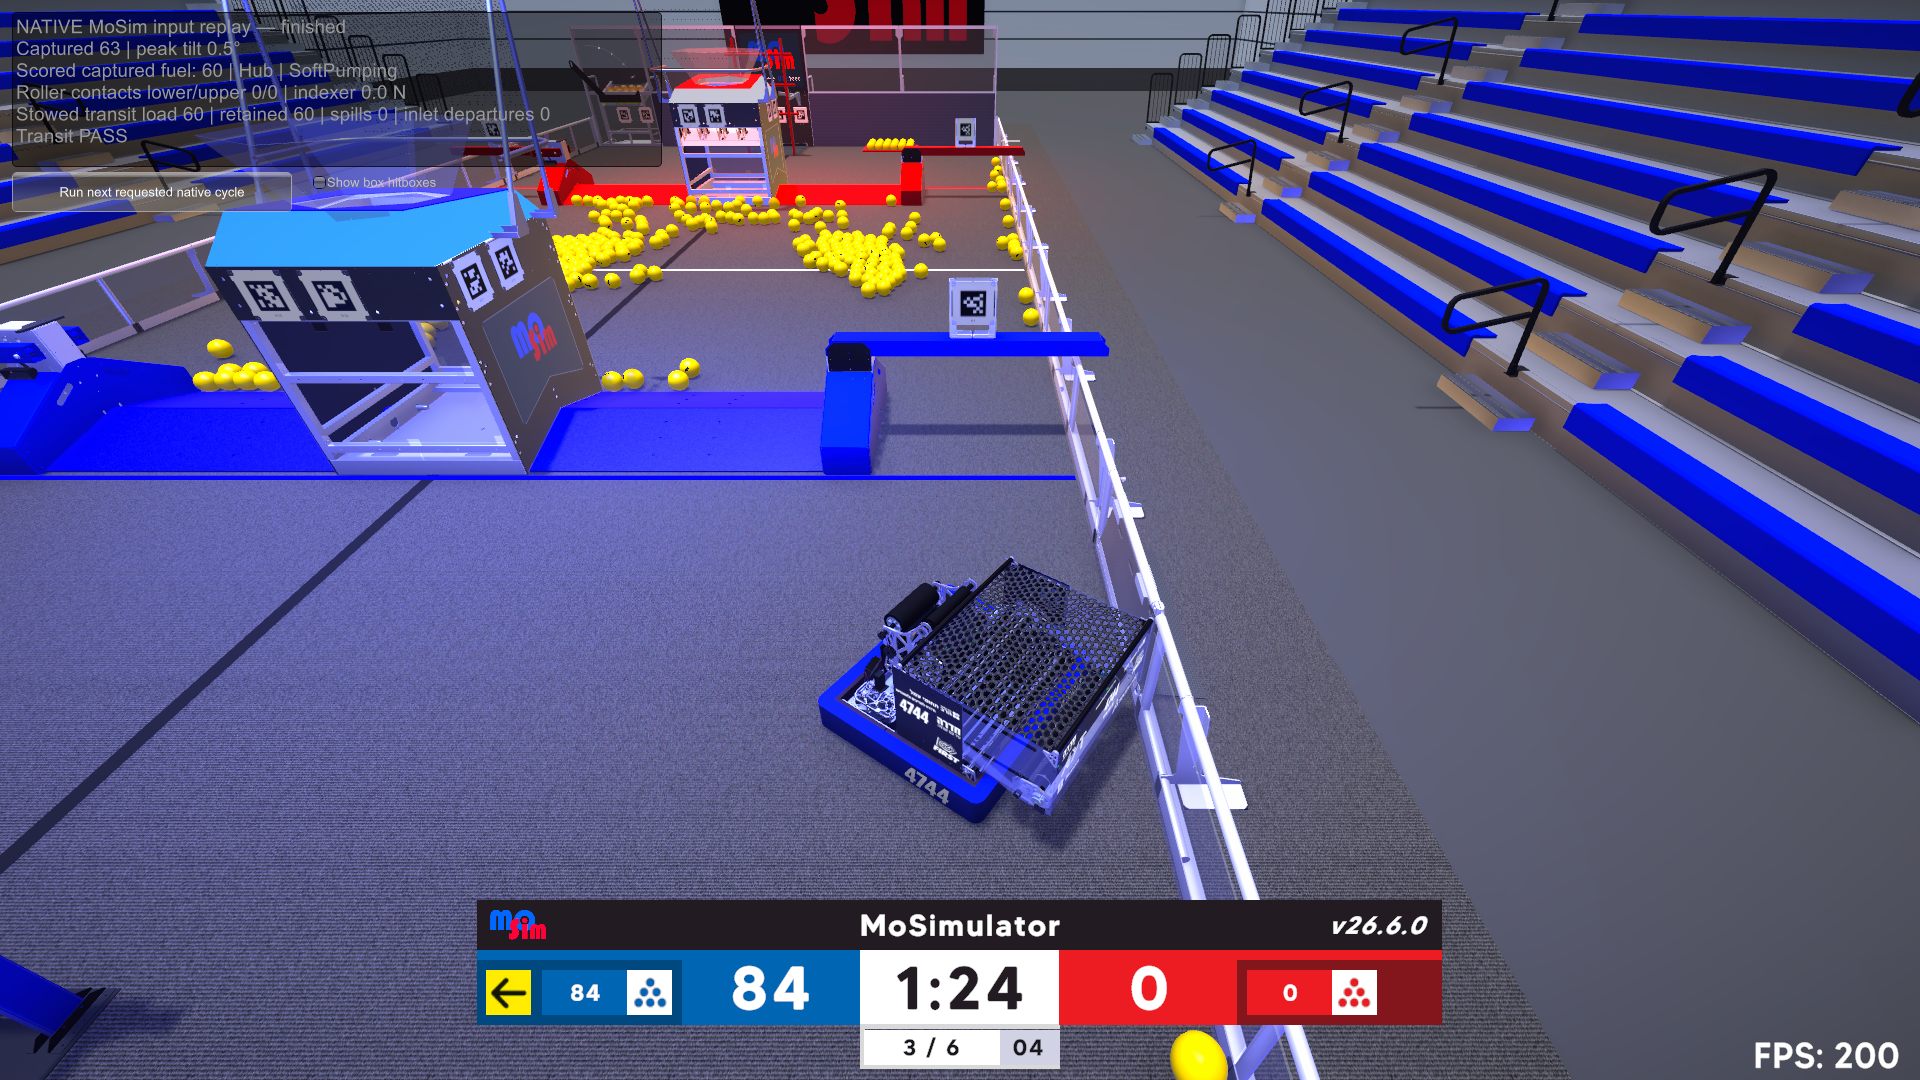 NATIVE MoSim input replay — finished
Captured 63 | peak tilt 0.5°
Scored captured fuel: 60 | Hub | SoftPumping
Roller contacts lower/upper 0/0 | indexer 0.0 N
Stowed transit load 60 | retained 60 | spills 0 | inlet departures 0
Transit PASS
Run next requested native cycle
Show box hitboxes
mosim
4744
FIRST
4744
mosim
MoSimulator
v26.6.0
84
84
1:24
0
0
3 / 6
04
FPS: 200